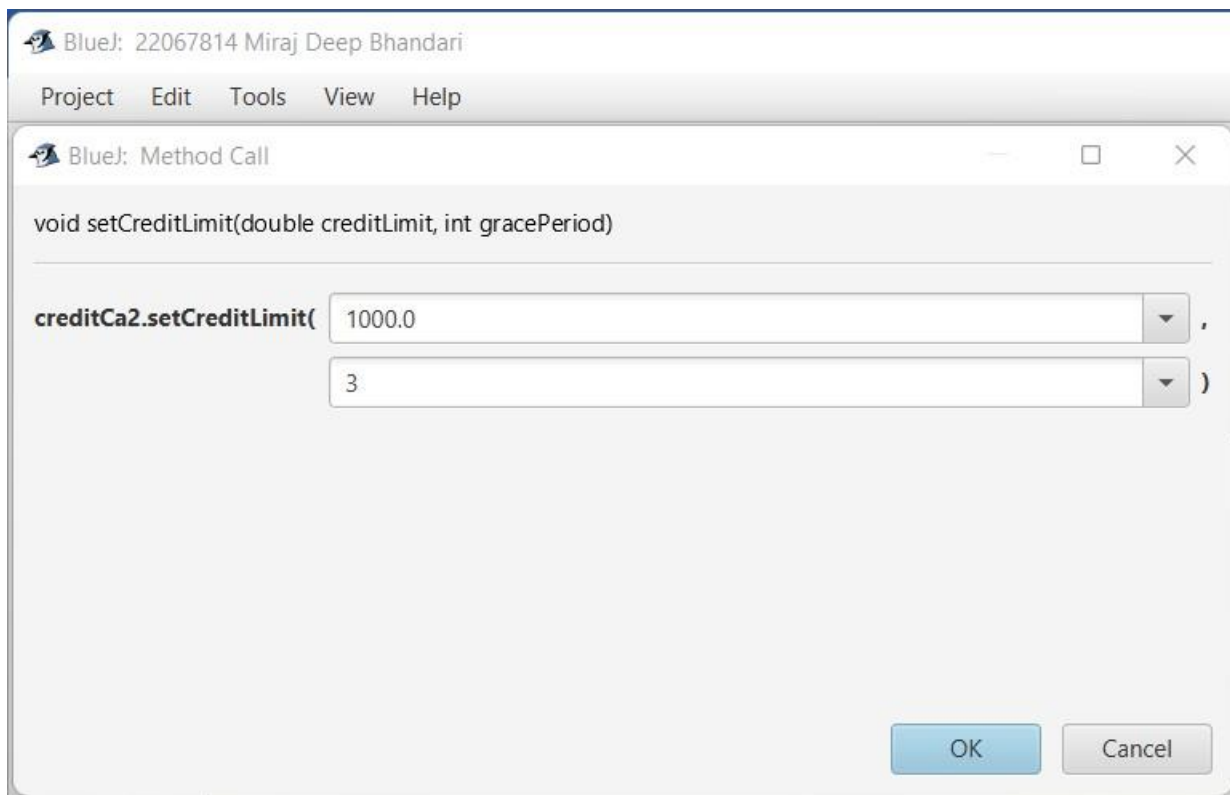 BlueJ: 22067814 Miraj Deep Bhandari
Project Edit Tools View Help
BlueJ: Method Call
void setCreditLimit(double creditLimit, int gracePeriod)
creditCa2.setCreditLimit( 1000.0 ,
3 )
OK Cancel